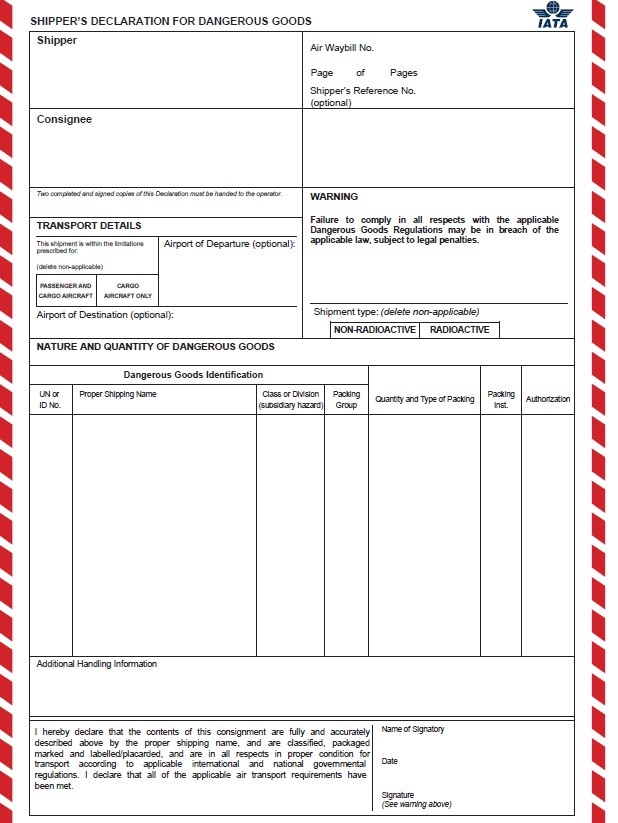 SHIPPER'S DECLARATION FOR DANGEROUS GOODS
IATA
Shipper
Air Waybill No.
Page of Pages
Shipper's Reference No.
(optional)
Consignee
Two completed and signed copies of this Declaration must be handed to the operator.
WARNING
Failure to comply in all respects with the applicable
Dangerous Goods Regulations may be in breach of the
applicable law, subject to legal penalties.
TRANSPORT DETAILS
This shipment is within the limitations
prescribed for:
(delete non-applicable)
Airport of Departure (optional):
PASSENGER AND
CARGO AIRCRAFT
CARGO
AIRCRAFT ONLY
Airport of Destination (optional):
Shipment type: (delete non-applicable)
NON-RADIOACTIVE RADIOACTIVE
NATURE AND QUANTITY OF DANGEROUS GOODS
Dangerous Goods Identification
UN or
ID No.
Proper Shipping Name
Class or Division
(subsidiary hazard)
Packing
Group
Quantity and Type of Packing
Packing
Inst.
Authorization
Additional Handling Information
I hereby declare that the contents of this consignment are fully and accurately
described above by the proper shipping name, and are classified, packaged
marked and labelled/placarded, and are in all respects in proper condition for
transport according to applicable international and national governmental
regulations. I declare that all of the applicable air transport requirements have
been met.
Name of Signatory
Date
Signature
(See warning above)